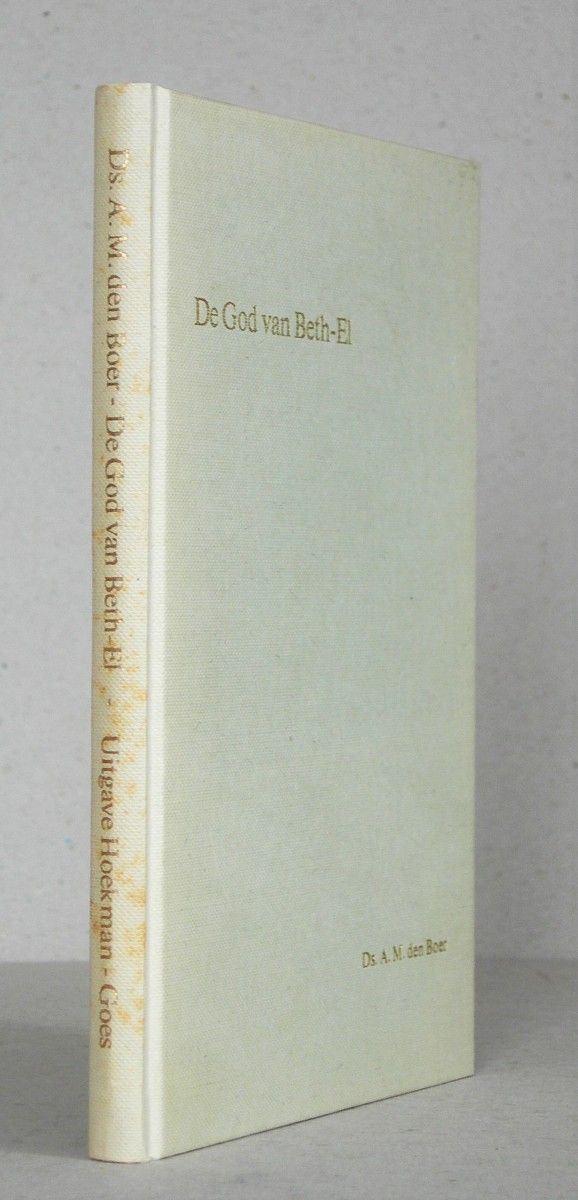 Ds. A. M. den Boer - De God van Beth-El - Uitgave Hoekman - Goes
De God van Beth-El
Ds. A. M. den Boer